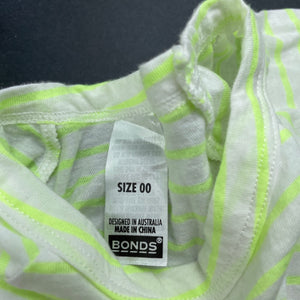 SIZE 00
DESIGNED IN AUSTRALIA
MADE IN CHINA
BONDS